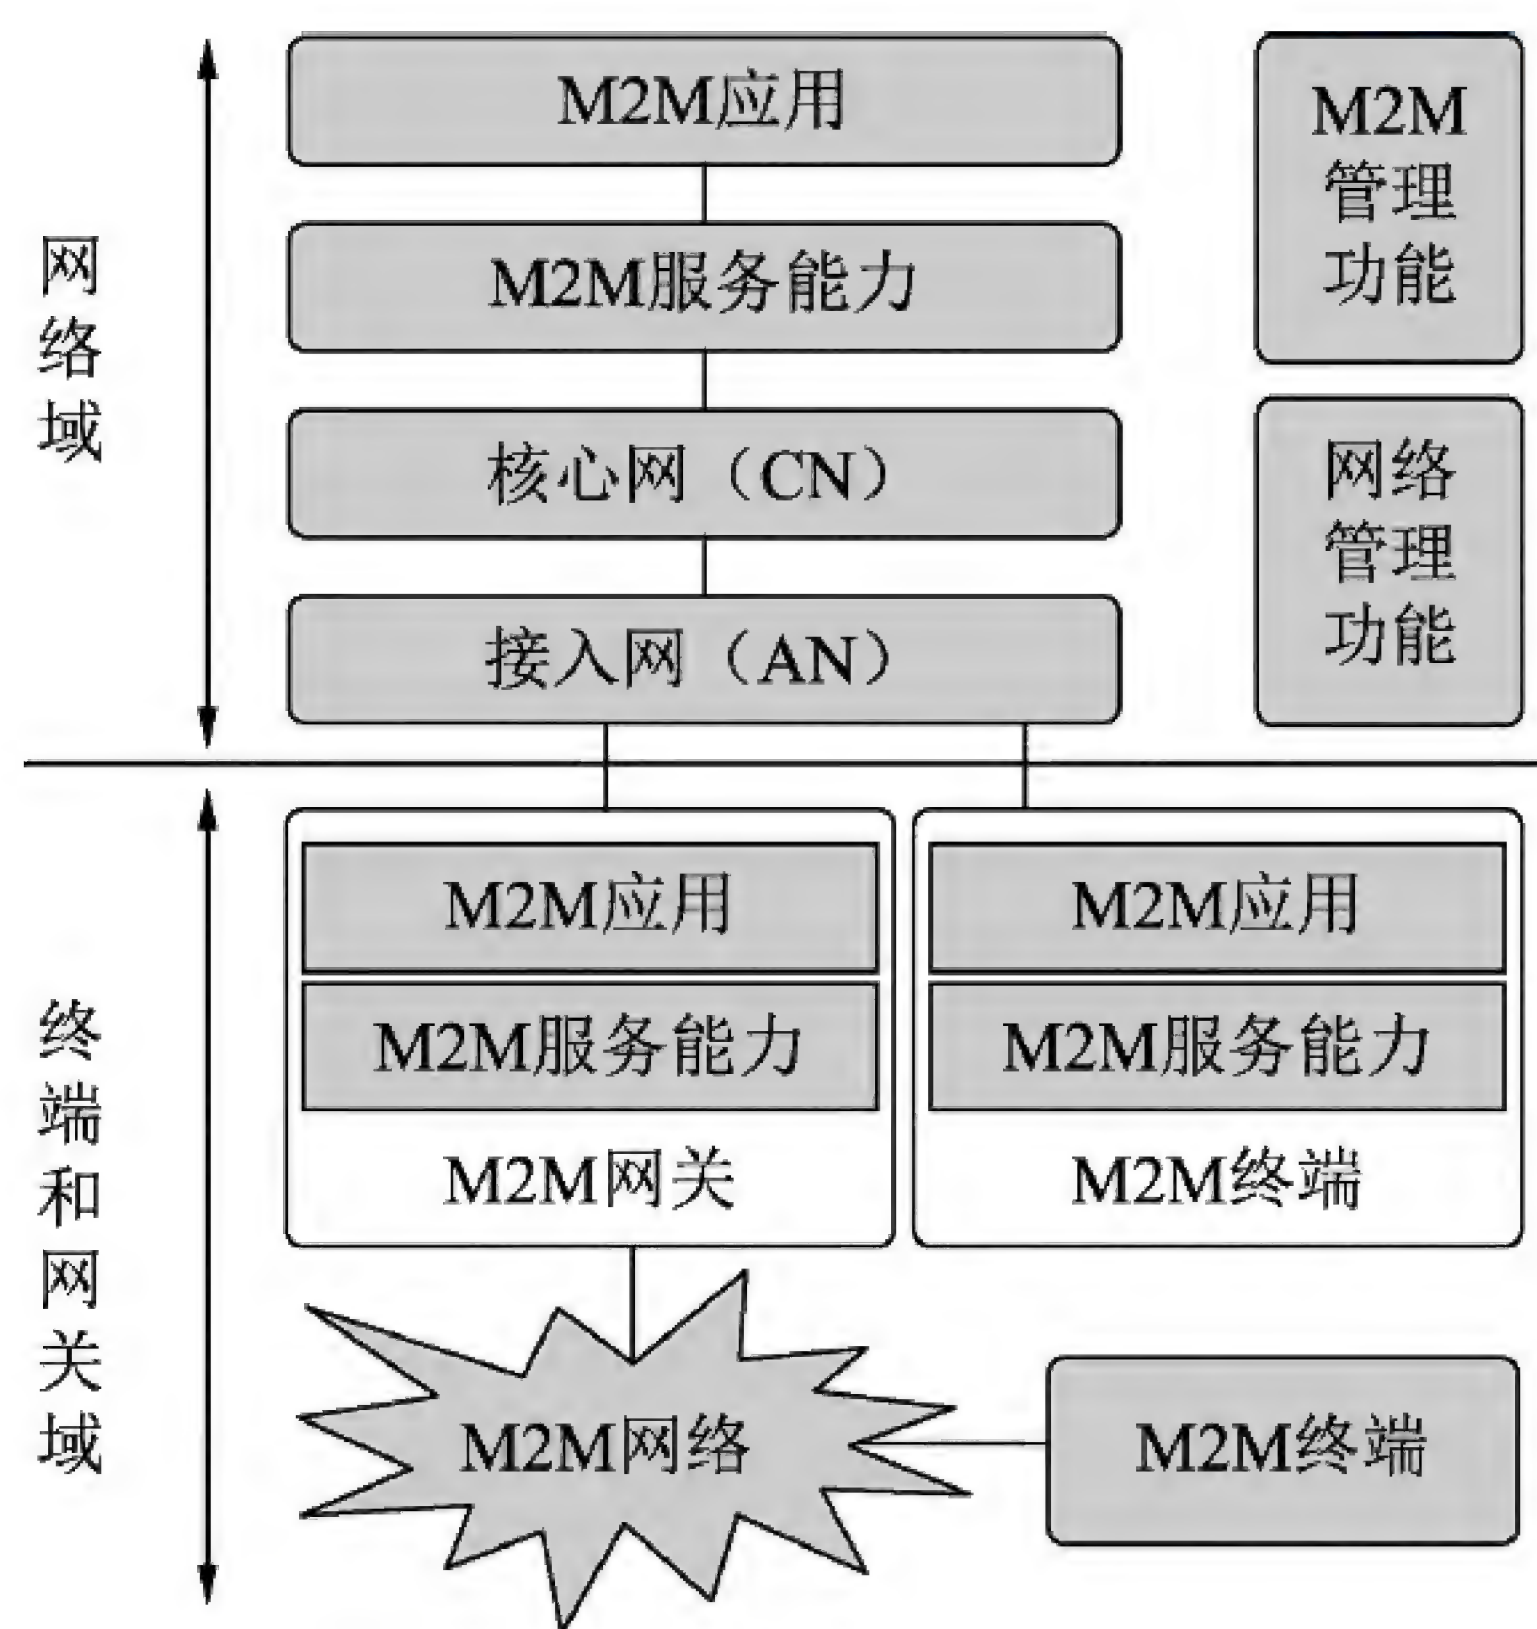 网络域
M2M应用
M2M服务能力
核心网（CN）
接入网（AN）
M2M
管理
功能
网络
管理
功能
终端和网关域
M2M应用
M2M服务能力
M2M网关
M2M应用
M2M服务能力
M2M终端
M2M网络
M2M终端